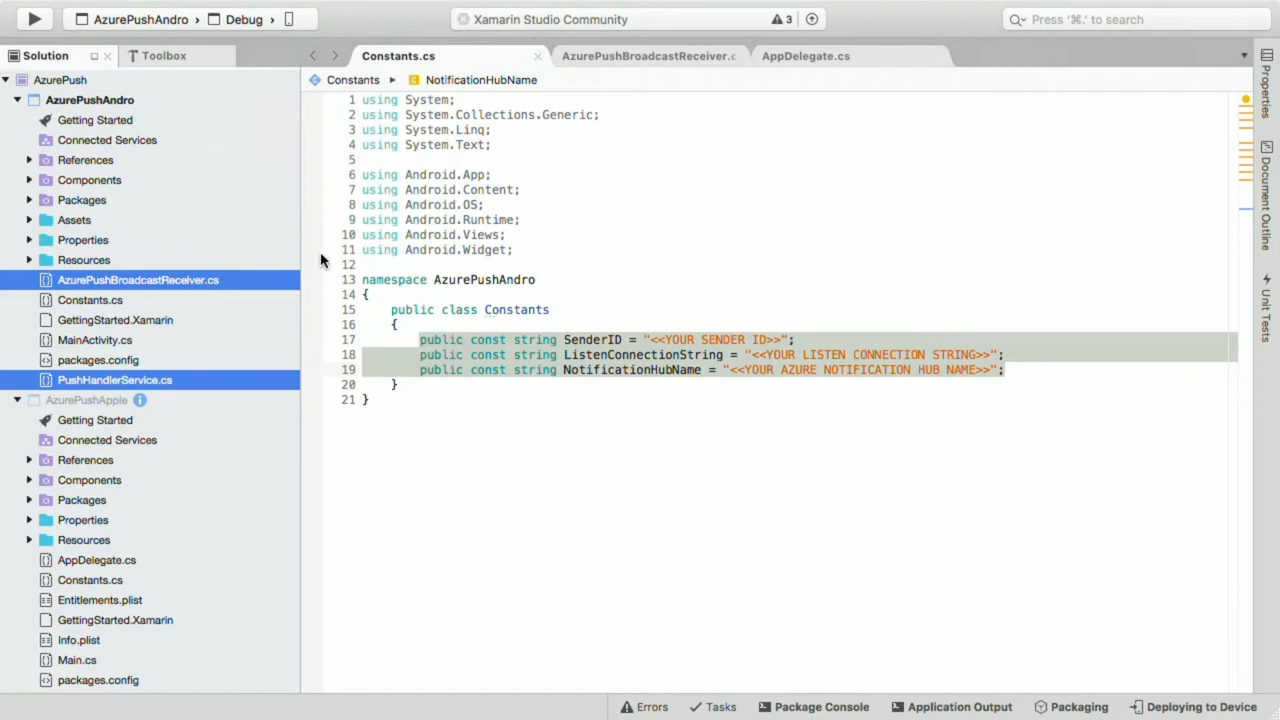 AzurePushAndro › Debug ›
Xamarin Studio Community
3
Press '⌘.' to search
Solution
Toolbox
Constants.cs
AzurePushBroadcastReceiver.c
AppDelegate.cs
Constants ▸ NotificationHubName
AzurePush
AzurePushAndro
Getting Started
Connected Services
References
Components
Packages
Assets
Properties
Resources
AzurePushBroadcastReceiver.cs
Constants.cs
GettingStarted.Xamarin
MainActivity.cs
packages.config
PushHandlerService.cs
AzurePushApple
Getting Started
Connected Services
References
Components
Packages
Properties
Resources
AppDelegate.cs
Constants.cs
Entitlements.plist
GettingStarted.Xamarin
Info.plist
Main.cs
packages.config
1 using System;
2 using System.Collections.Generic;
3 using System.Linq;
4 using System.Text;
5
6 using Android.App;
7 using Android.Content;
8 using Android.OS;
9 using Android.Runtime;
10 using Android.Views;
11 using Android.Widget;
12
13 namespace AzurePushAndro
14 {
15 public class Constants
16 {
17 public const string SenderID = "<<YOUR SENDER ID>>";
18 public const string ListenConnectionString = "<<YOUR LISTEN CONNECTION STRING>>";
19 public const string NotificationHubName = "<<YOUR AZURE NOTIFICATION HUB NAME>>";
20 }
21 }
Properties
Document Outline
Unit Tests
Errors
Tasks
Package Console
Application Output
Packaging
Deploying to Device